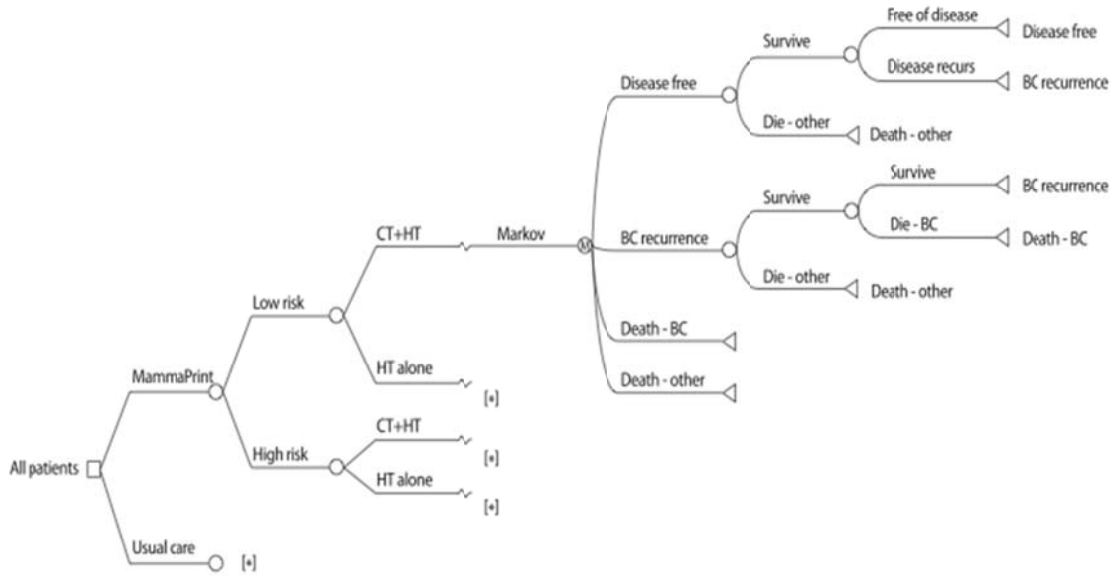 Free of disease
Disease free
Survive
Disease recurs
BC recurrence
Disease free
Die - other
Death - other
Survive
BC recurrence
Survive
Die - BC
Death - BC
CT+HT
Markov
M
BC recurrence
Die - other
Death - other
Low risk
Death - BC
HT alone
Death - other
MammaPrint
[+]
CT+HT
[+]
High risk
HT alone
[+]
All patients
Usual care
[+]